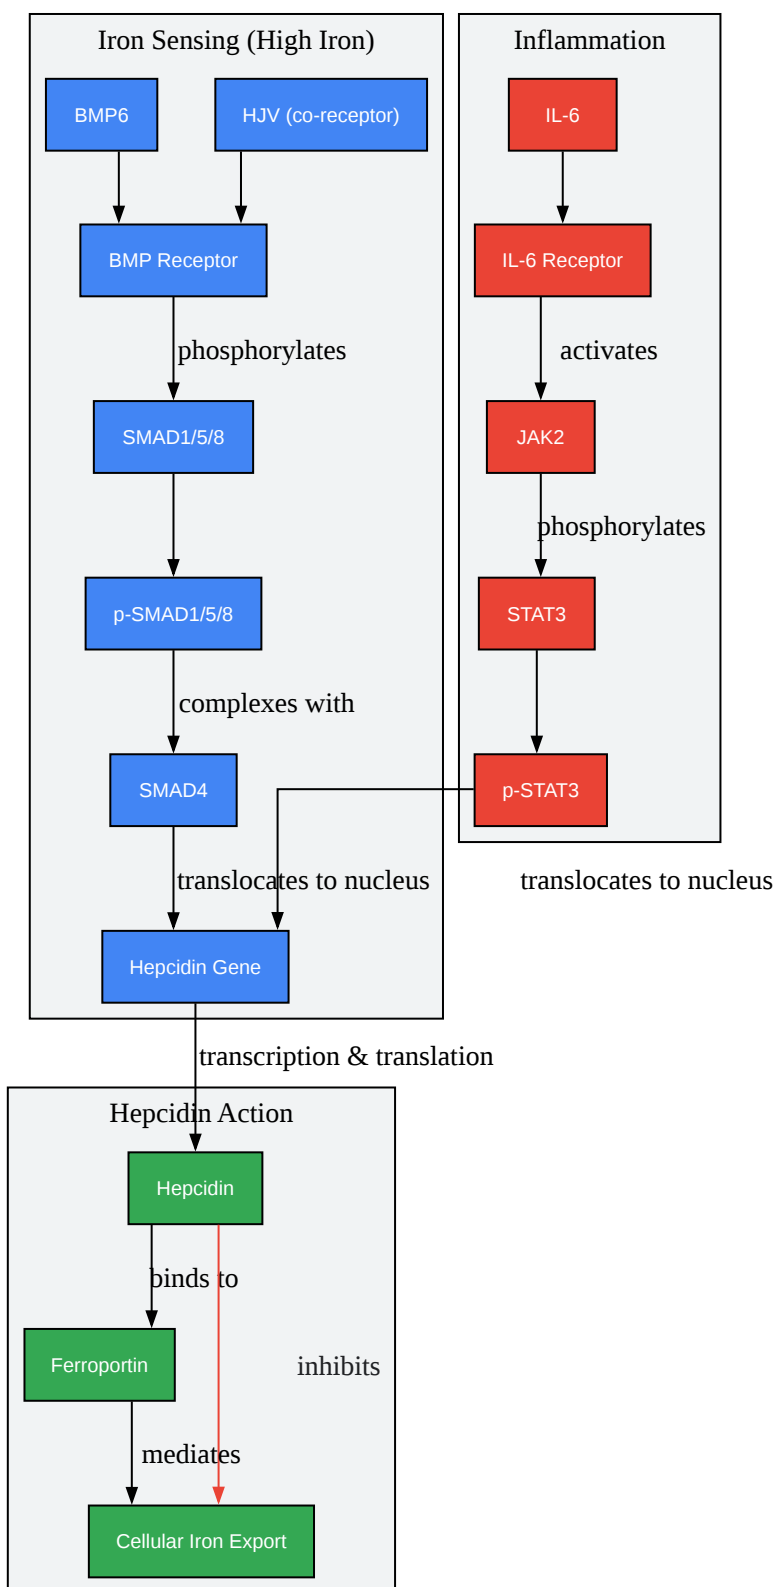 Iron Sensing (High Iron)
Inflammation
BMP6
HJV (co-receptor)
IL-6
BMP Receptor
IL-6 Receptor
phosphorylates
activates
SMAD1/5/8
JAK2
phosphorylates
p-SMAD1/5/8
STAT3
complexes with
SMAD4
p-STAT3
translocates to nucleus
translocates to nucleus
Hepcidin Gene
transcription & translation
Hepcidin Action
Hepcidin
binds to
Ferroportin
inhibits
mediates
Cellular Iron Export